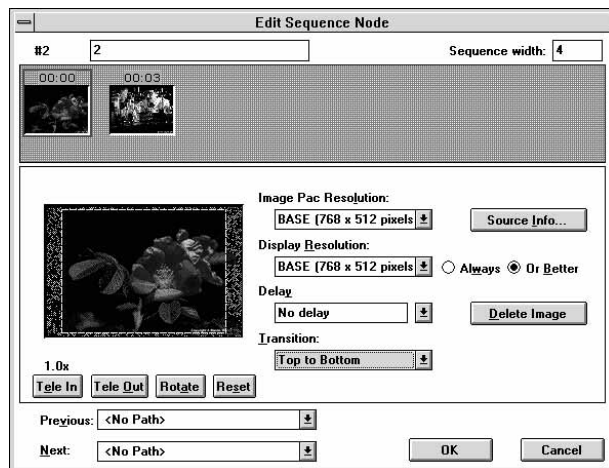 Edit Sequence Node
#2 2 Sequence width: 4
00:00 00:03
Image Pac Resolution:
BASE (768 x 512 pixels Source Info...
Display Resolution:
BASE (768 x 512 pixels Always Or Better
Delay
No delay Delete Image
Transition:
Top to Bottom
1.0x
Tele In Tele Out Rotate Reset
Previous: <No Path>
Next: <No Path> OK Cancel